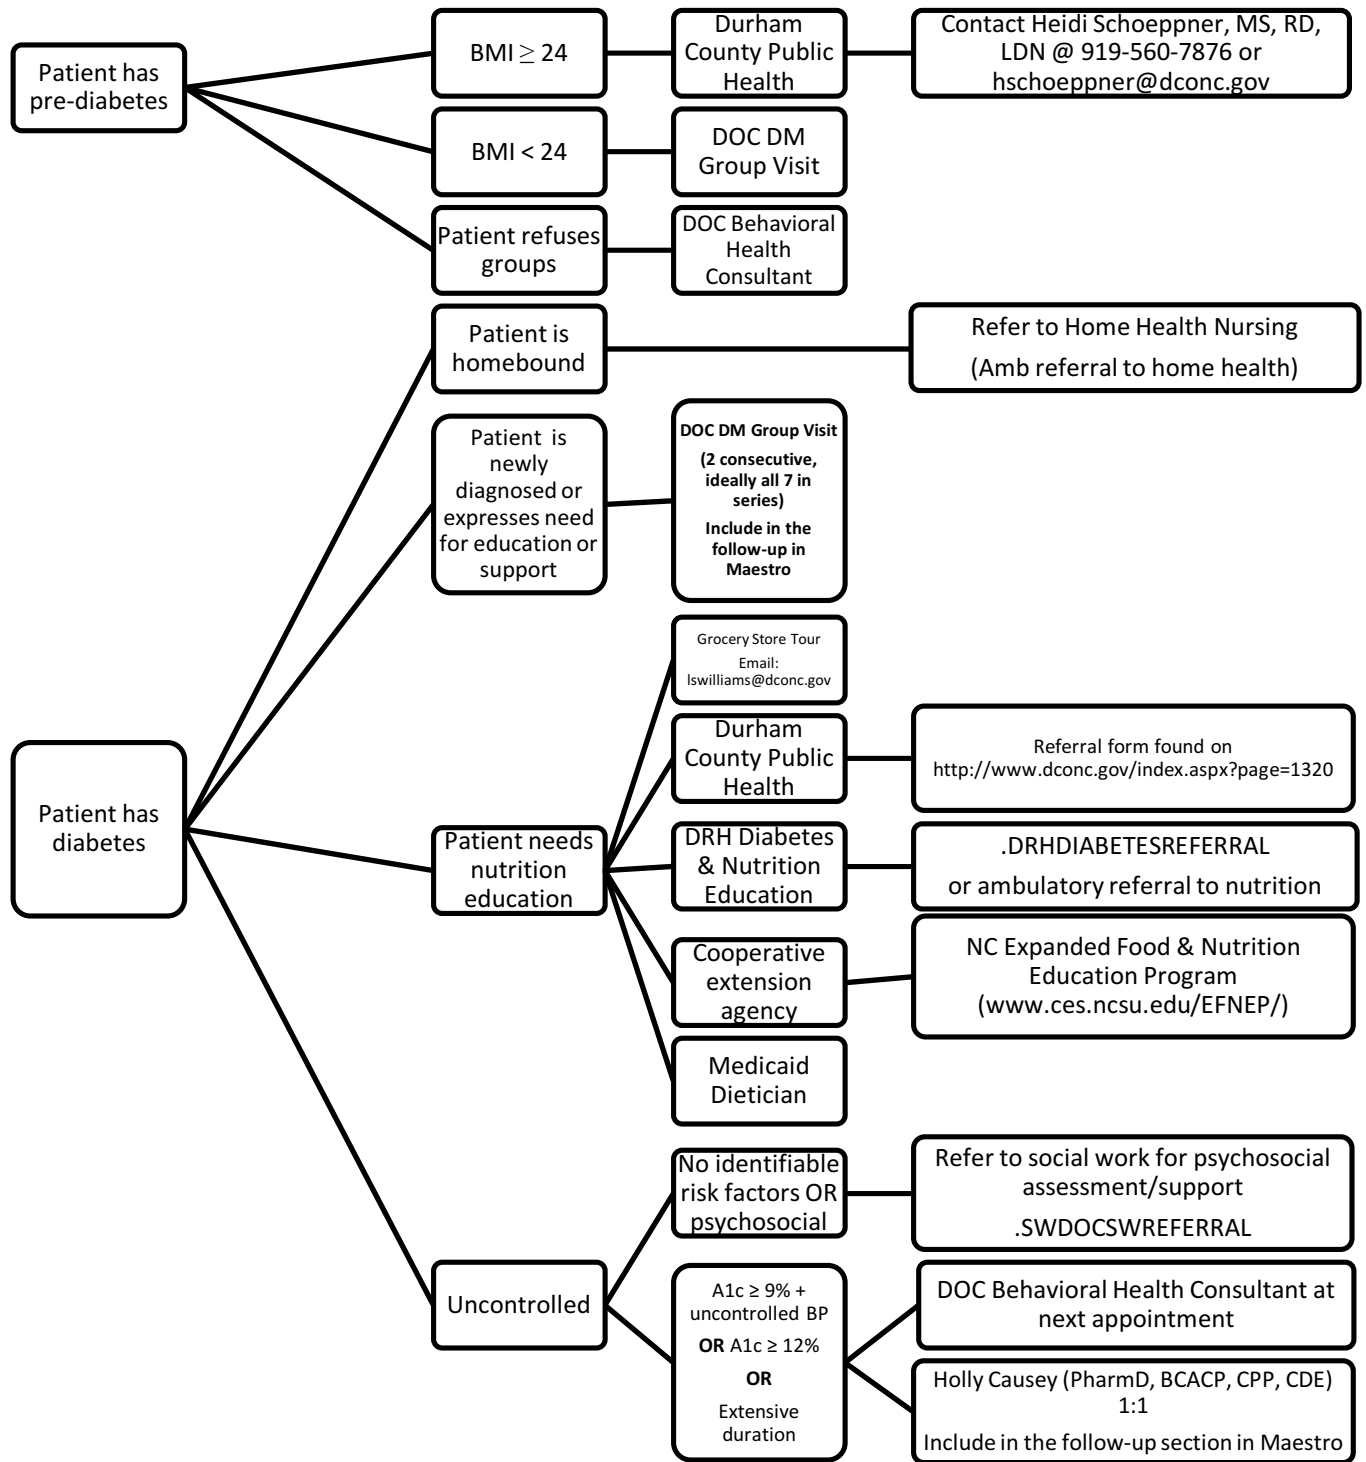 Patient has
pre-diabetes
BMI ≥ 24
Durham
County Public
Health
Contact Heidi Schoeppner, MS, RD,
LDN @ 919-560-7876 or
hschoeppner@dconc.gov
BMI < 24
DOC DM
Group Visit
Patient refuses
groups
DOC Behavioral
Health
Consultant
Patient has
diabetes
Patient is
homebound
Refer to Home Health Nursing
(Amb referral to home health)
Patient is
newly
diagnosed or
expresses need
for education or
support
DOC DM Group Visit
(2 consecutive,
ideally all 7 in
series)
Include in the
follow-up in
Maestro
Patient needs
nutrition
education
Grocery Store Tour
Email:
lswilliams@dconc.gov
Durham
County Public
Health
Referral form found on
http://www.dconc.gov/index.aspx?page=1320
DRH Diabetes
& Nutrition
Education
.DRHDIABETESREFERRAL
or ambulatory referral to nutrition
Cooperative
extension
agency
NC Expanded Food & Nutrition
Education Program
(www.ces.ncsu.edu/EFNEP/)
Medicaid
Dietician
Uncontrolled
No identifiable
risk factors OR
psychosocial
Refer to social work for psychosocial
assessment/support
.SWDOCSWREFERRAL
A1c ≥ 9% +
uncontrolled BP
OR A1c ≥ 12%
OR
Extensive
duration
DOC Behavioral Health Consultant at
next appointment
Holly Causey (PharmD, BCACP, CPP, CDE)
1:1
Include in the follow-up section in Maestro